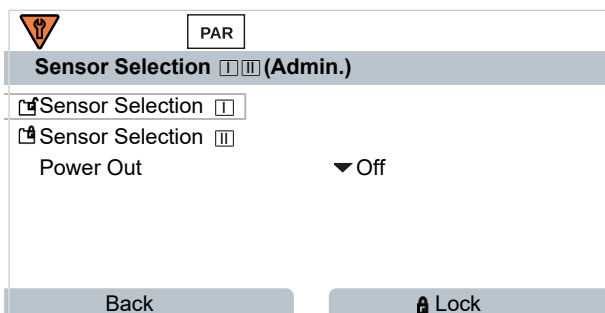 PAR
Sensor Selection I II (Admin.)
Sensor Selection I
Sensor Selection II
Power Out Off
Back Lock